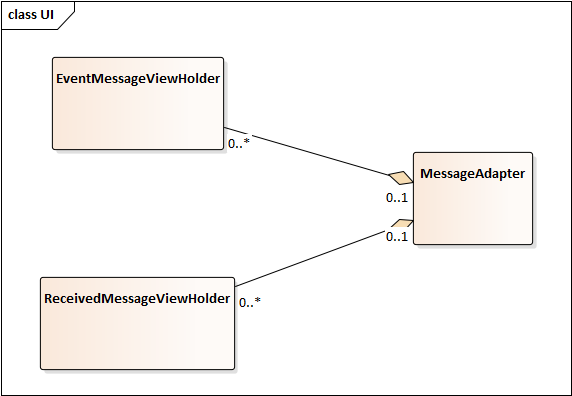 class UI
EventMessageViewHolder
0..*
MessageAdapter
0..1
0..1
ReceivedMessageViewHolder
0..*